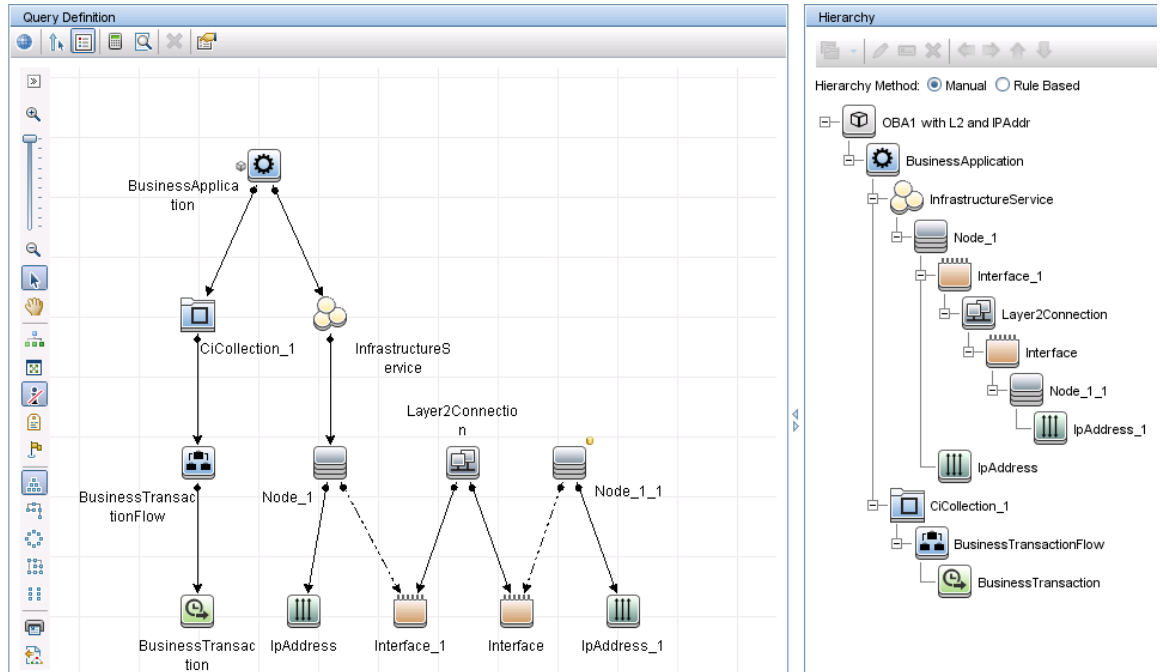 Query Definition
BusinessApplica
tion
CiCollection_1
InfrastructureS
ervice
Layer2Connectio
n
BusinessTransac
tionFlow
Node_1
Node_1_1
BusinessTransac
tion
IpAddress
Interface_1
Interface
IpAddress_1
Hierarchy
Hierarchy Method: Manual Rule Based
OBA1 with L2 and IPAddr
BusinessApplication
InfrastructureService
Node_1
Interface_1
Layer2Connection
Interface
Node_1_1
IpAddress_1
IpAddress
CiCollection_1
BusinessTransactionFlow
BusinessTransaction